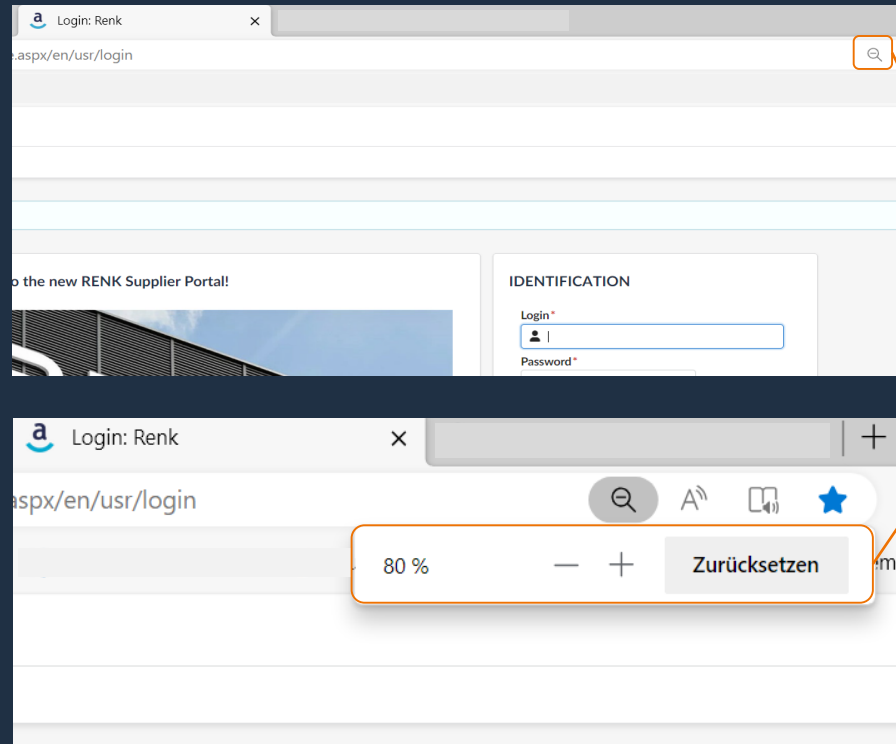 a Login: Renk
.aspx/en/usr/login
o the new RENK Supplier Portal!
IDENTIFICATION
Login*
Password*
a Login: Renk
aspx/en/usr/login
80 %
Zurücksetzen
em